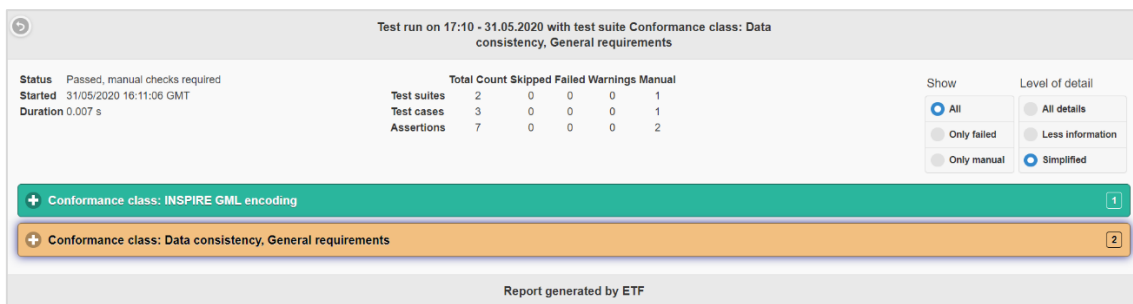 Test run on 17:10 - 31.05.2020 with test suite Conformance class: Data
consistency, General requirements
Status Passed, manual checks required
Started 31/05/2020 16:11:06 GMT
Duration 0.007 s
Total Count Skipped Failed Warnings Manual
Test suites 2 0 0 0 1
Test cases 3 0 0 0 1
Assertions 7 0 0 0 2
Show
All
Only failed
Only manual
Level of detail
All details
Less information
Simplified
Conformance class: INSPIRE GML encoding 1
Conformance class: Data consistency, General requirements 2
Report generated by ETF